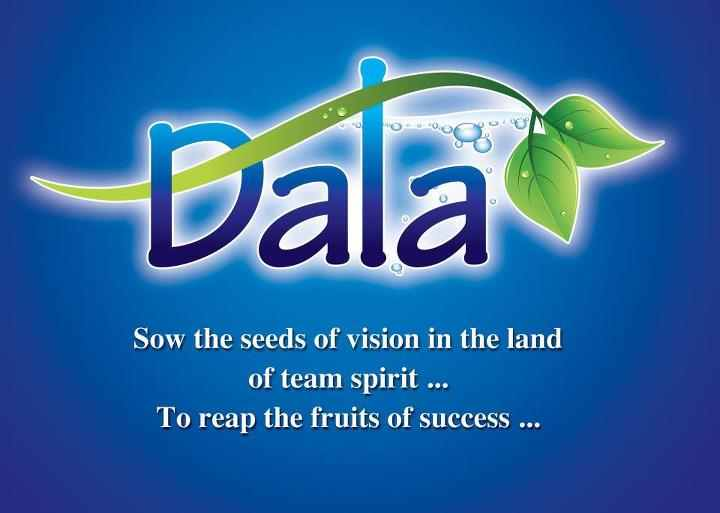 Dala
Sow the seeds of vision in the land
of team spirit ...
To reap the fruits of success ...